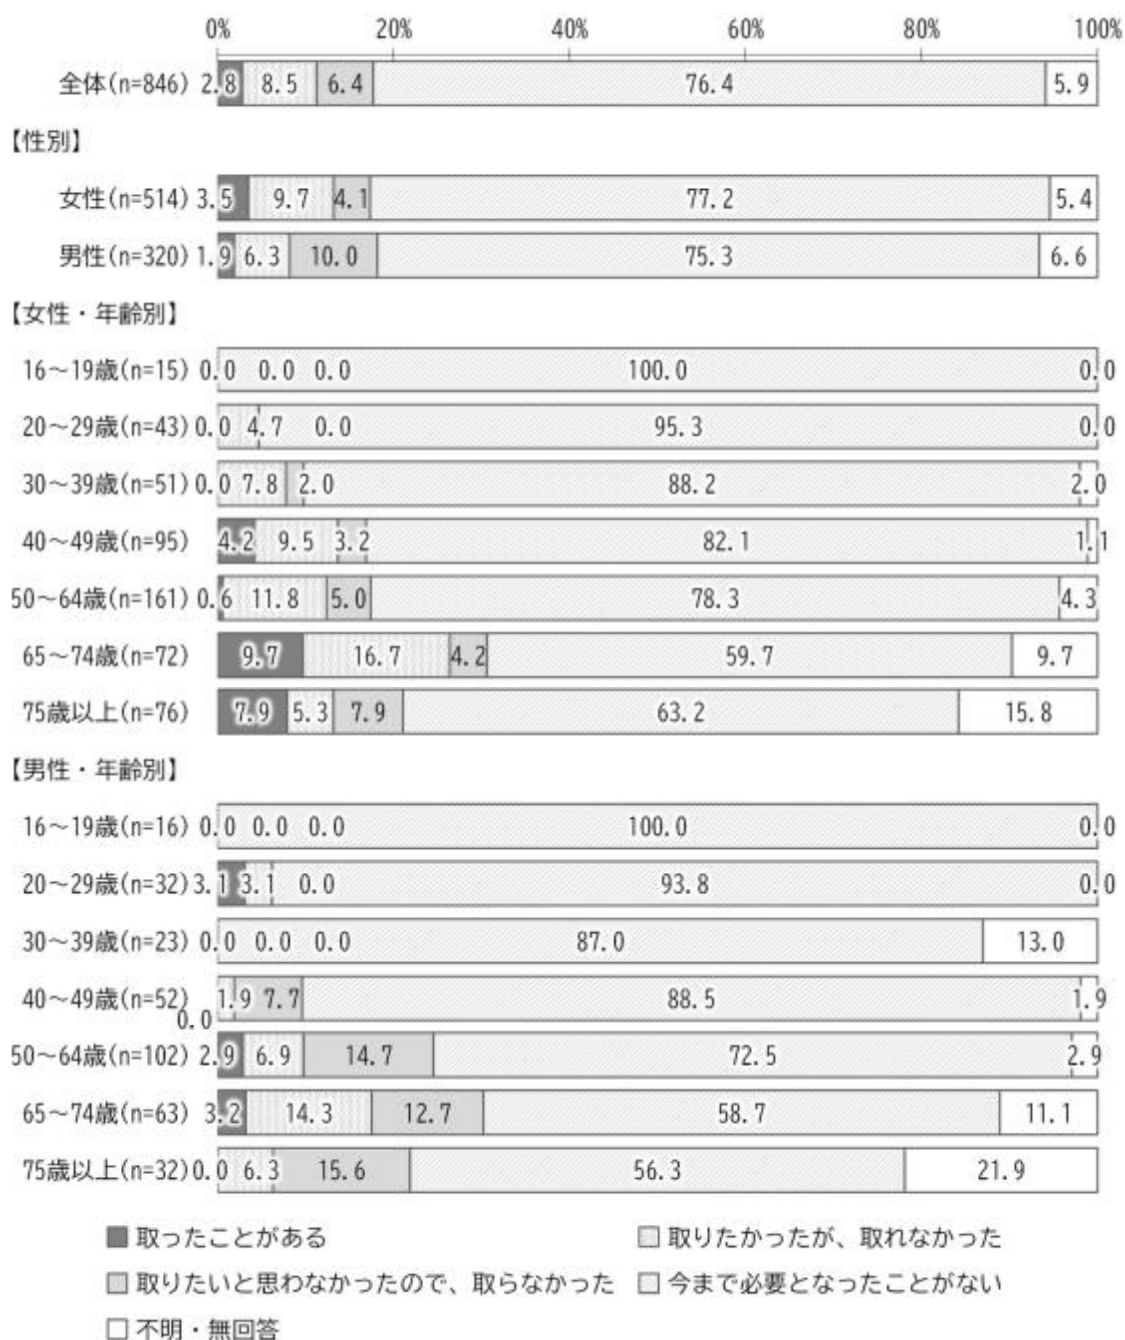 0% 20% 40% 60% 80% 100%
全体(n=846) 2.8 8.5 6.4 76.4 5.9
【性別】
女性(n=514) 3.5 9.7 4.1 77.2 5.4
男性(n=320) 1.9 6.3 10.0 75.3 6.6
【女性・年齢別】
16～19歳(n=15) 0.0 0.0 0.0 100.0 0.0
20～29歳(n=43) 0.0 4.7 0.0 95.3 0.0
30～39歳(n=51) 0.0 7.8 2.0 88.2 2.0
40～49歳(n=95) 4.2 9.5 3.2 82.1 1.1
50～64歳(n=161) 0.6 11.8 5.0 78.3 4.3
65～74歳(n=72) 9.7 16.7 4.2 59.7 9.7
75歳以上(n=76) 7.9 5.3 7.9 63.2 15.8
【男性・年齢別】
16～19歳(n=16) 0.0 0.0 0.0 100.0 0.0
20～29歳(n=32) 3.1 3.1 0.0 93.8 0.0
30～39歳(n=23) 0.0 0.0 0.0 87.0 13.0
40～49歳(n=52) 0.0 1.9 7.7 88.5 1.9
50～64歳(n=102) 2.9 6.9 14.7 72.5 2.9
65～74歳(n=63) 3.2 14.3 12.7 58.7 11.1
75歳以上(n=32) 0.0 6.3 15.6 56.3 21.9
取ったことがある 取りたかったが、取れなかった
取りたいと思わなかったので、取らなかった 今まで必要となったことがない
不明・無回答